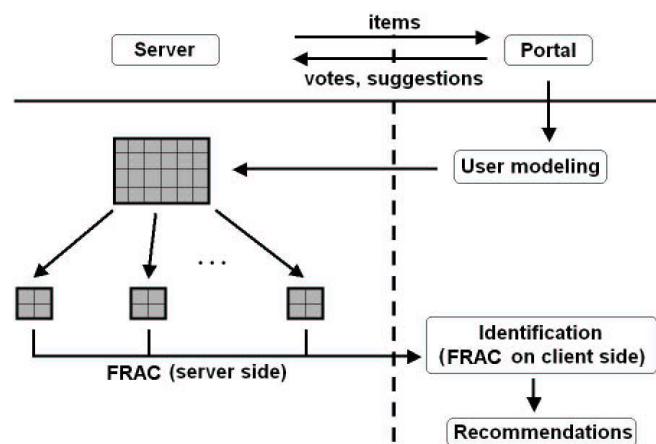 items
Server
Portal
votes, suggestions
User modeling
...
Identification
(FRAC on client side)
FRAC (server side)
Recommendations